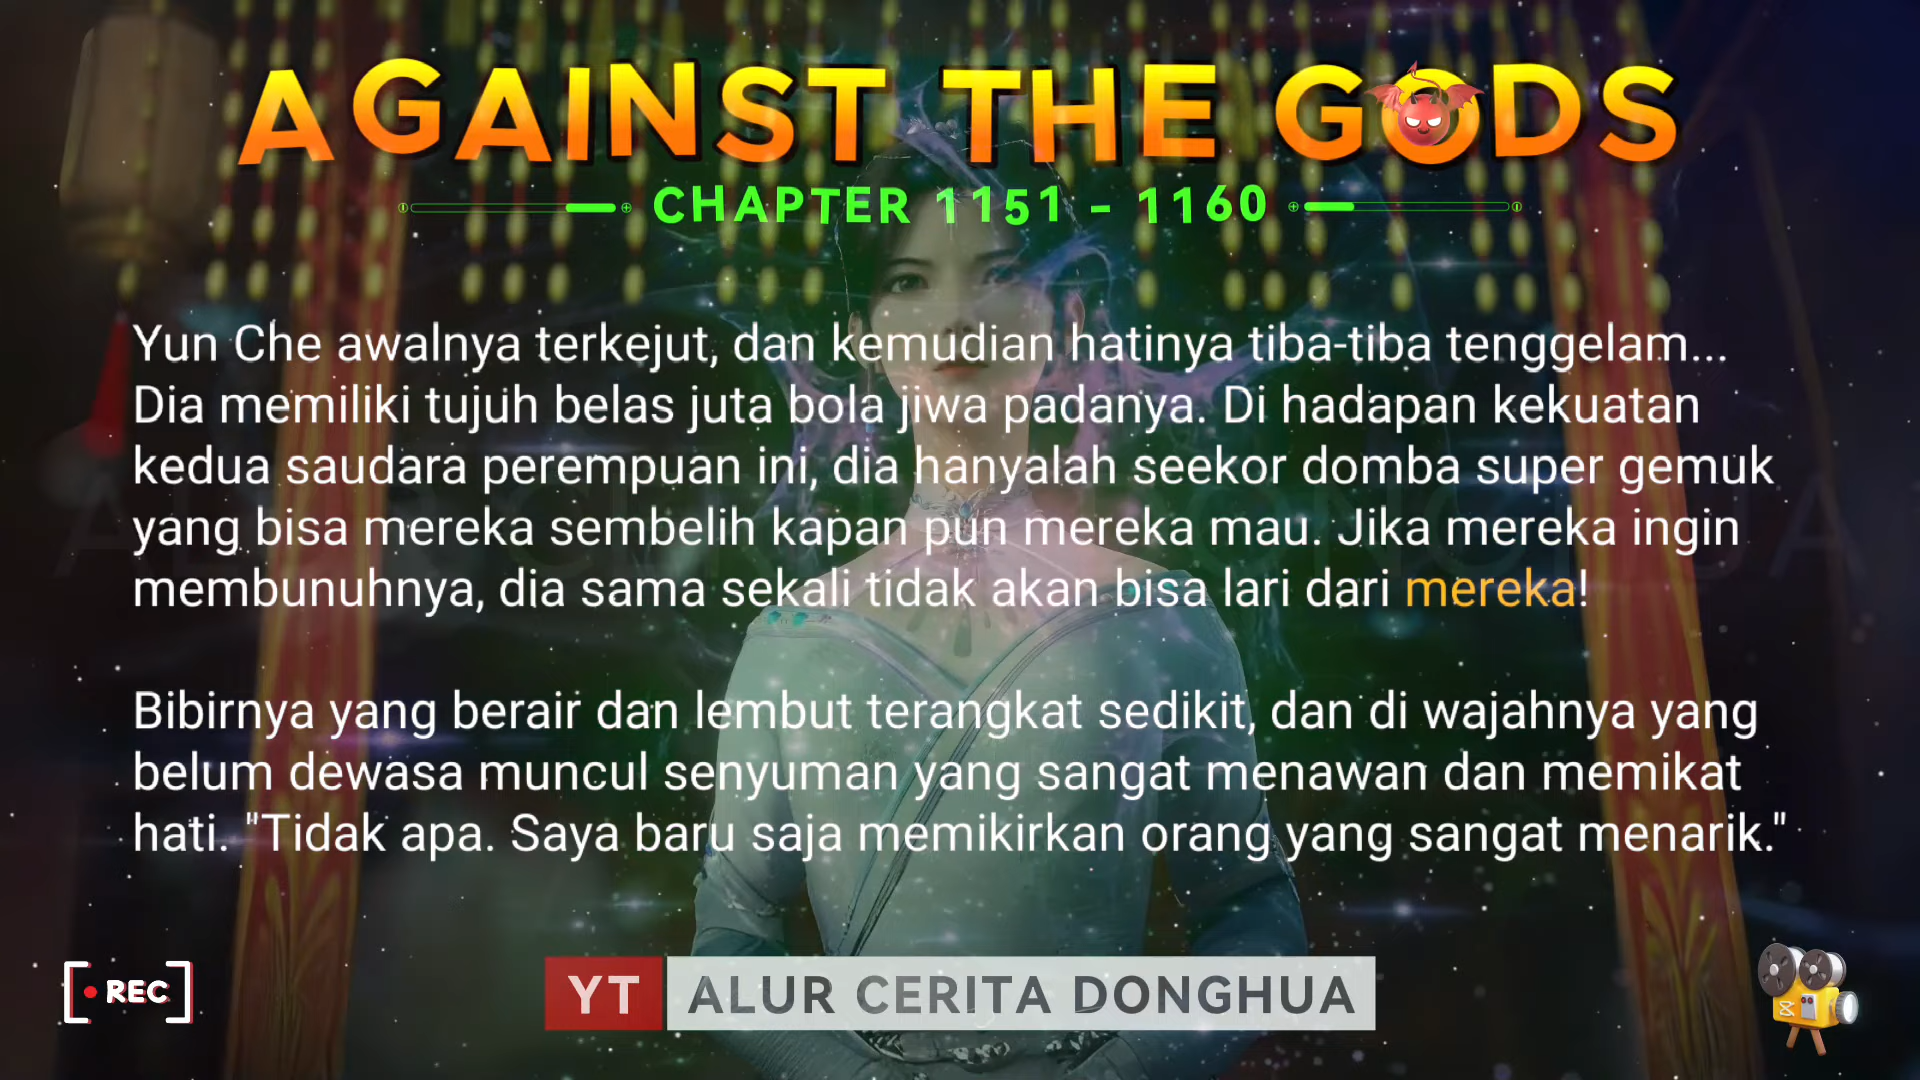 AGAINST THE GODS
CHAPTER 1151 - 1160
Yun Che awalnya terkejut, dan kemudian hatinya tiba-tiba tenggelam...
Dia memiliki tujuh belas juta bola jiwa padanya. Di hadapan kekuatan
kedua saudara perempuan ini, dia hanyalah seekor domba super gemuk
yang bisa mereka sembelih kapan pun mereka mau. Jika mereka ingin
membunuhnya, dia sama sekali tidak akan bisa lari dari mereka!
Bibirnya yang berair dan lembut terangkat sedikit, dan di wajahnya yang
belum dewasa muncul senyuman yang sangat menawan dan memikat
hati. "Tidak apa. Saya baru saja memikirkan orang yang sangat menarik."
REC
YT ALUR CERITA DONGHUA